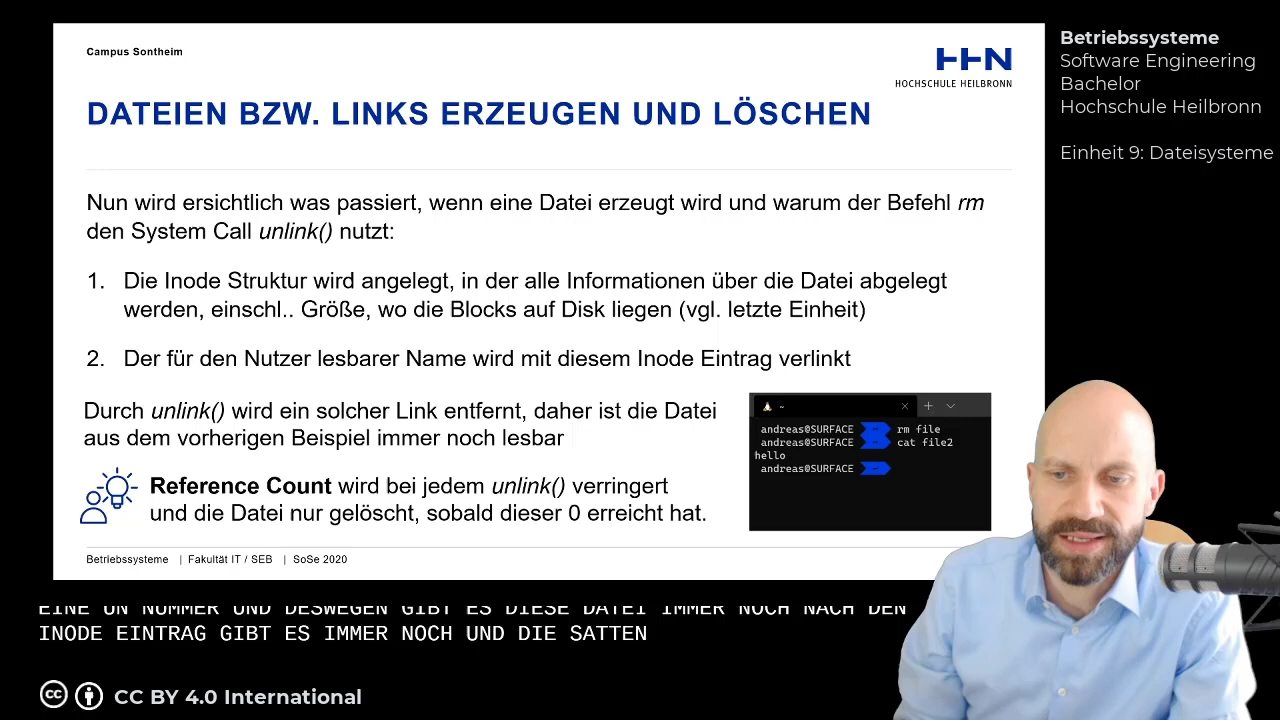 Campus Sontheim
HHN
HOCHSCHULE HEILBRONN
DATEIEN BZW. LINKS ERZEUGEN UND LÖSCHEN
Nun wird ersichtlich was passiert, wenn eine Datei erzeugt wird und warum der Befehl rm
den System Call unlink() nutzt:
1. Die Inode Struktur wird angelegt, in der alle Informationen über die Datei abgelegt
werden, einschl.. Größe, wo die Blocks auf Disk liegen (vgl. letzte Einheit)
2. Der für den Nutzer lesbarer Name wird mit diesem Inode Eintrag verlinkt
Durch unlink() wird ein solcher Link entfernt, daher ist die Datei
aus dem vorherigen Beispiel immer noch lesbar
Reference Count wird bei jedem unlink() verringert
und die Datei nur gelöscht, sobald dieser 0 erreicht hat.
~
andreas@SURFACE ~ rm file
andreas@SURFACE ~ cat file2
hello
andreas@SURFACE ~
Betriebssysteme | Fakultät IT / SEB | SoSe 2020
Betriebssysteme
Software Engineering
Bachelor
Hochschule Heilbronn
Einheit 9: Dateisysteme
EINE UN NUMMER UND DESWEGEN GIBT ES DIESE DATEI IMMER NOCH NACH DEN
INODE EINTRAG GIBT ES IMMER NOCH UND DIE SATTEN
cc CC BY 4.0 International